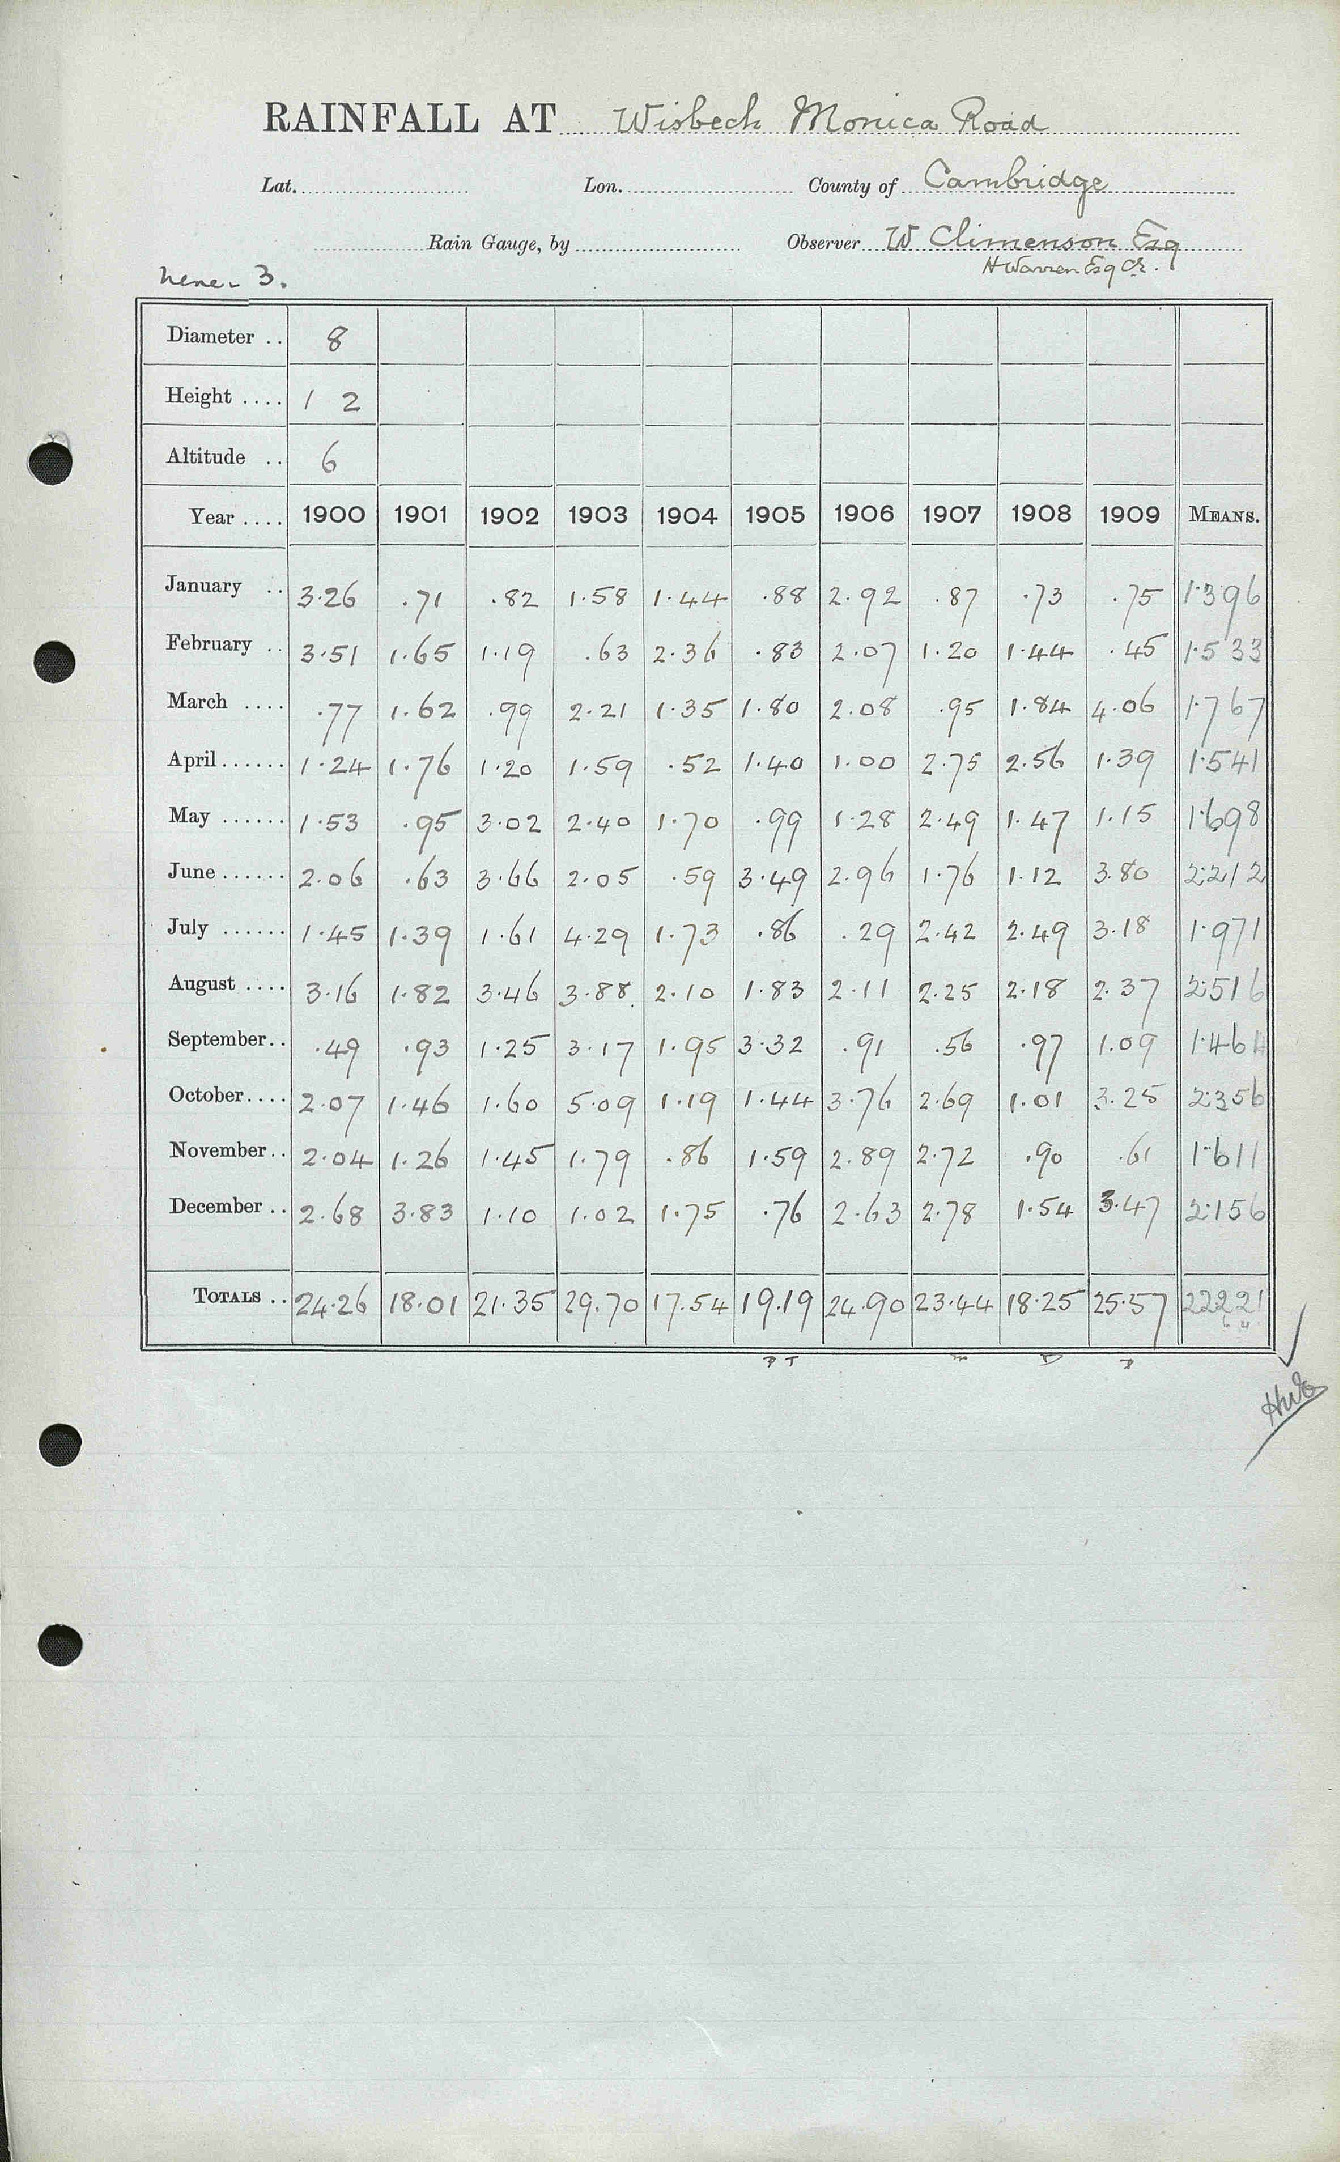 RAINFALL AT Wisbech Monica Road
Lat. Lon. County of Cambridge
Rain Gauge, by Observer W Climenson Esq
H Warren Esq
Nene 3.
Diameter .. 8
Height .... 1 2
Altitude .. 6
Year .... 1900 1901 1902 1903 1904 1905 1906 1907 1908 1909 MEANS.
January .. 3.26 .71 .82 1.58 1.44 .88 2.92 .87 .73 .75 1.396
February .. 3.51 1.65 1.19 .63 2.36 .83 2.07 1.20 1.44 .45 1.533
March .... .77 1.62 .99 2.21 1.35 1.80 2.08 .95 1.84 4.06 1.767
April ...... 1.24 1.76 1.20 1.59 .52 1.40 1.00 2.75 2.56 1.39 1.541
May ...... 1.53 .95 3.02 2.40 1.70 .99 1.28 2.49 1.47 1.15 1.698
June ...... 2.06 .63 3.66 2.05 .59 3.49 2.96 1.76 1.12 3.80 2.212
July ...... 1.45 1.39 1.61 4.29 1.73 .86 .29 2.42 2.49 3.18 1.971
August .... 3.16 1.82 3.46 3.88 2.10 1.83 2.11 2.25 2.18 2.37 2.516
September .. .49 .93 1.25 3.17 1.95 3.32 .91 .56 .97 1.09 1.464
October .... 2.07 1.46 1.60 5.09 1.19 1.44 3.76 2.69 1.01 3.25 2.356
November .. 2.04 1.26 1.45 1.79 .86 1.59 2.89 2.72 .90 .61 1.611
December .. 2.68 3.83 1.10 1.02 1.75 .76 2.63 2.78 1.54 3.47 2.156
TOTALS .. 24.26 18.01 21.35 29.70 17.54 19.19 24.90 23.44 18.25 25.57 22221